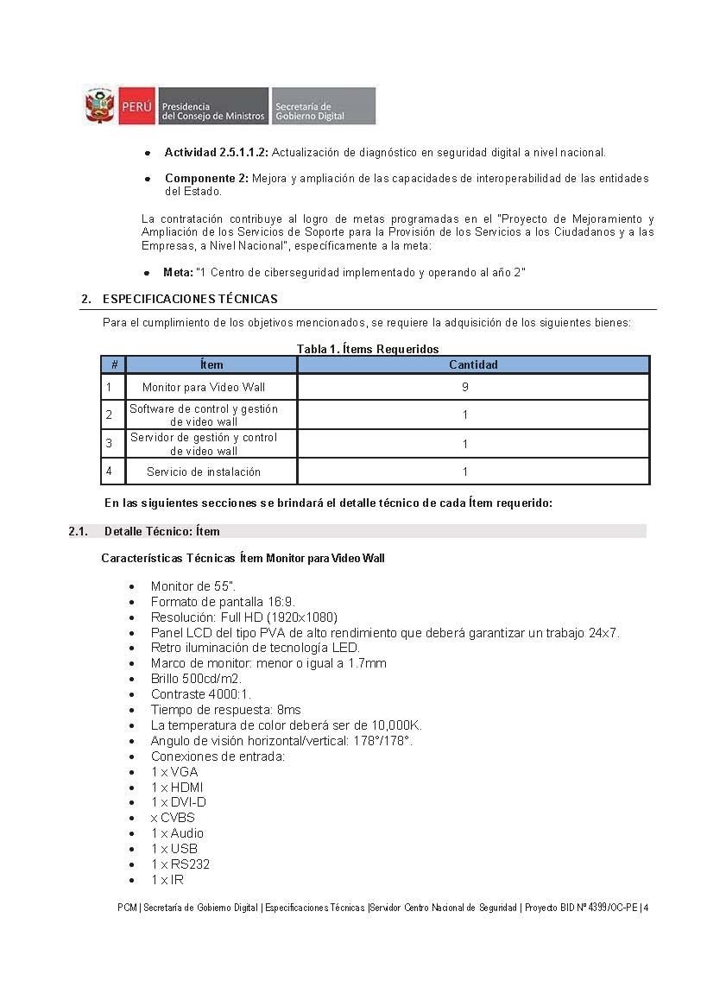 PERÚ
Presidencia
del Consejo de Ministros
Secretaría de
Gobierno Digital
• Actividad 2.5.1.1.2: Actualización de diagnóstico en seguridad digital a nivel nacional.
• Componente 2: Mejora y ampliación de las capacidades de interoperabilidad de las entidades
del Estado.
La contratación contribuye al logro de metas programadas en el "Proyecto de Mejoramiento y
Ampliación de los Servicios de Soporte para la Provisión de los Servicios a los Ciudadanos y a las
Empresas, a Nivel Nacional", específicamente a la meta:
• Meta: "1 Centro de ciberseguridad implementado y operando al año 2"
2. ESPECIFICACIONES TÉCNICAS
Para el cumplimiento de los objetivos mencionados, se requiere la adquisición de los siguientes bienes:
Tabla 1. Ítems Requeridos
# Ítem Cantidad
1 Monitor para Video Wall 9
2 Software de control y gestión
de video wall 1
3 Servidor de gestión y control
de video wall 1
4 Servicio de instalación 1
En las siguientes secciones se brindará el detalle técnico de cada Ítem requerido:
2.1. Detalle Técnico: Ítem
Características Técnicas Ítem Monitor para Video Wall
• Monitor de 55".
• Formato de pantalla 16:9.
• Resolución: Full HD (1920x1080)
• Panel LCD del tipo PVA de alto rendimiento que deberá garantizar un trabajo 24x7.
• Retro iluminación de tecnología LED.
• Marco de monitor: menor o igual a 1.7mm
• Brillo 500cd/m2.
• Contraste 4000:1.
• Tiempo de respuesta: 8ms
• La temperatura de color deberá ser de 10,000K.
• Angulo de visión horizontal/vertical: 178°/178°.
• Conexiones de entrada:
• 1 x VGA
• 1 x HDMI
• 1 x DVI-D
• x CVBS
• 1 x Audio
• 1 x USB
• 1 x RS232
• 1 x IR
PCM | Secretaría de Gobierno Digital | Especificaciones Técnicas |Servidor Centro Nacional de Seguridad | Proyecto BID Nº 4399/OC-PE | 4